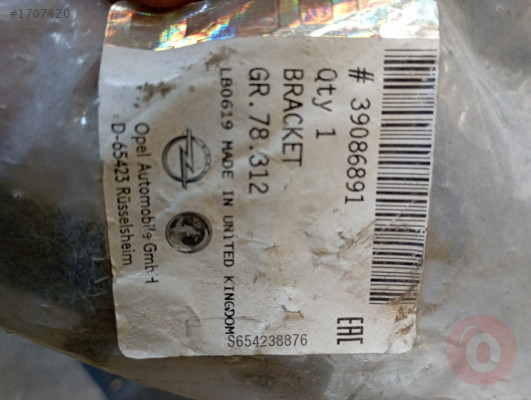 #1707420
# 39086891
Qty 1
BRACKET
GR.78.312
LB0619 MADE IN UNITED KINGDOM
Opel Automobile GmbH
D-65423 Rüsselsheim
EAC
S654238876